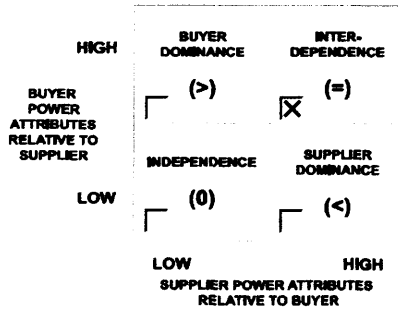 HIGH
BUYER
DOMINANCE
(>)
INTER-
DEPENDENCE
(=)
BUYER
POWER
ATTRIBUTES
RELATIVE TO
SUPPLIER
LOW
INDEPENDENCE
(0)
SUPPLIER
DOMINANCE
(<)
LOW
HIGH
SUPPLIER POWER ATTRIBUTES
RELATIVE TO BUYER